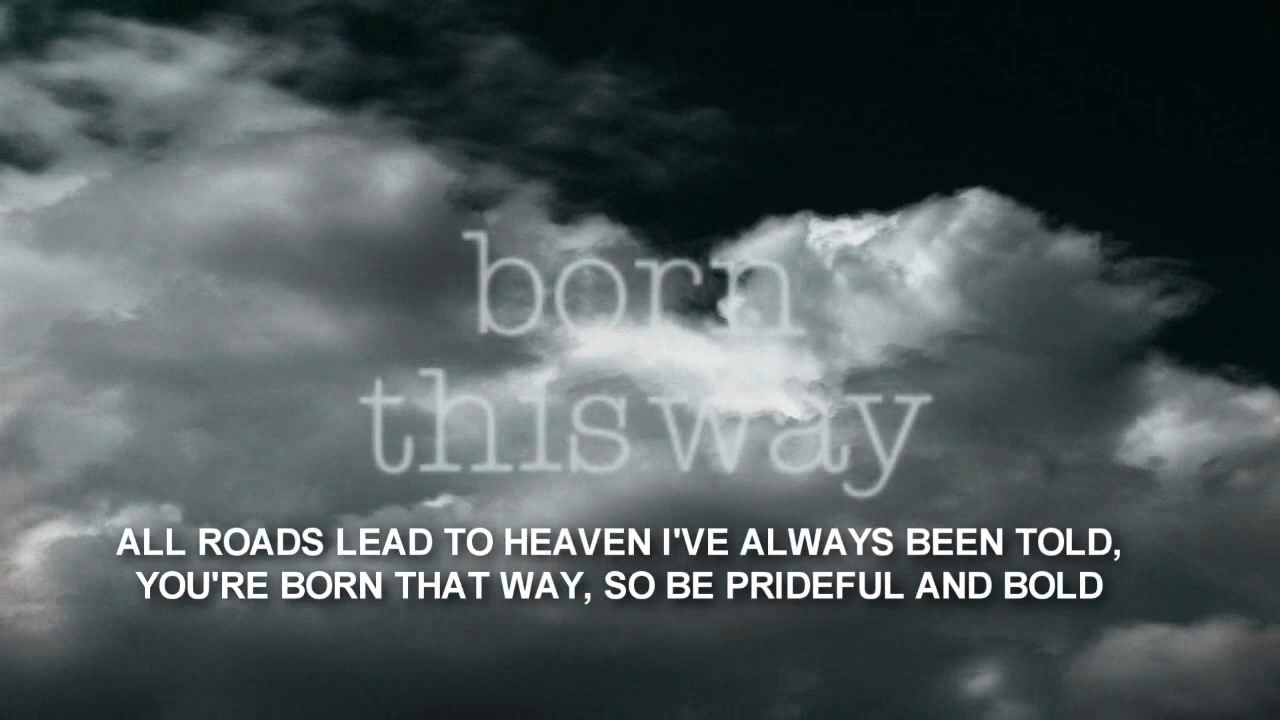 born
this way
ALL ROADS LEAD TO HEAVEN I'VE ALWAYS BEEN TOLD,
YOU'RE BORN THAT WAY, SO BE PRIDEFUL AND BOLD